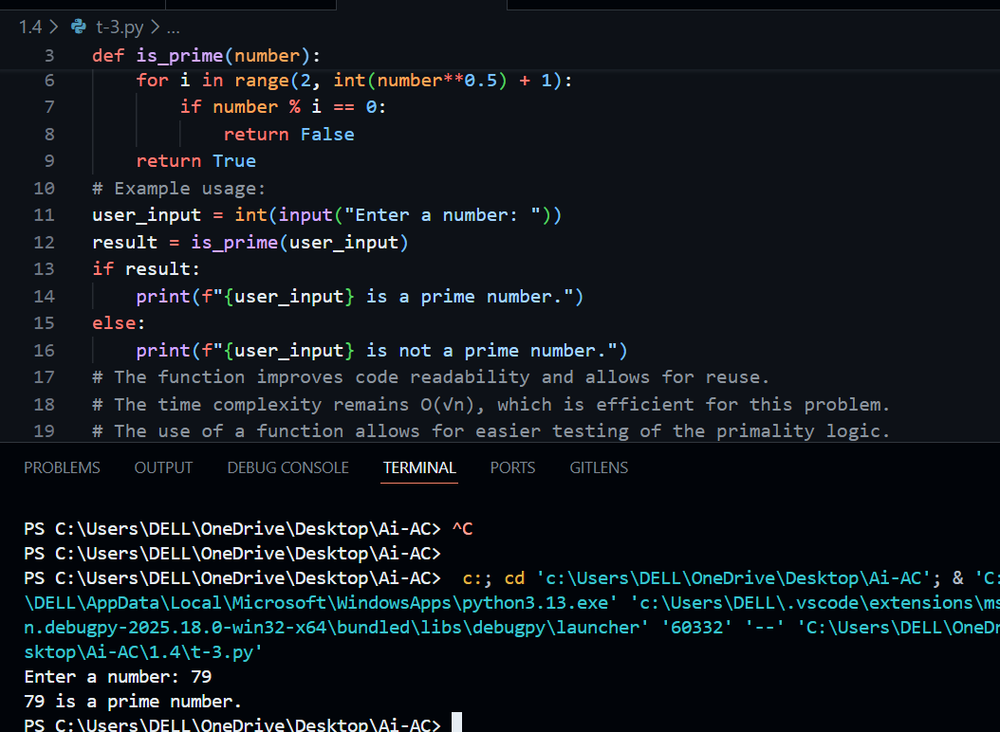 1.4 > t-3.py > ...
3 def is_prime(number):
6 for i in range(2, int(number**0.5) + 1):
7 if number % i == 0:
8 return False
9 return True
10 # Example usage:
11 user_input = int(input("Enter a number: "))
12 result = is_prime(user_input)
13 if result:
14 print(f"{user_input} is a prime number.")
15 else:
16 print(f"{user_input} is not a prime number.")
17 # The function improves code readability and allows for reuse.
18 # The time complexity remains O(√n), which is efficient for this problem.
19 # The use of a function allows for easier testing of the primality logic.
PROBLEMS OUTPUT DEBUG CONSOLE TERMINAL PORTS GITLENS
PS C:\Users\DELL\OneDrive\Desktop\Ai-AC> ^C
PS C:\Users\DELL\OneDrive\Desktop\Ai-AC>
PS C:\Users\DELL\OneDrive\Desktop\Ai-AC> c:; cd 'c:\Users\DELL\OneDrive\Desktop\Ai-AC'; & 'C:
\DELL\AppData\Local\Microsoft\WindowsApps\python3.13.exe' 'c:\Users\DELL\.vscode\extensions\ms
n.debugpy-2025.18.0-win32-x64\bundled\libs\debugpy\launcher' '60332' '--' 'C:\Users\DELL\OneDr
sktop\Ai-AC\1.4\t-3.py'
Enter a number: 79
79 is a prime number.
PS C:\Users\DELL\OneDrive\Desktop\Ai-AC>